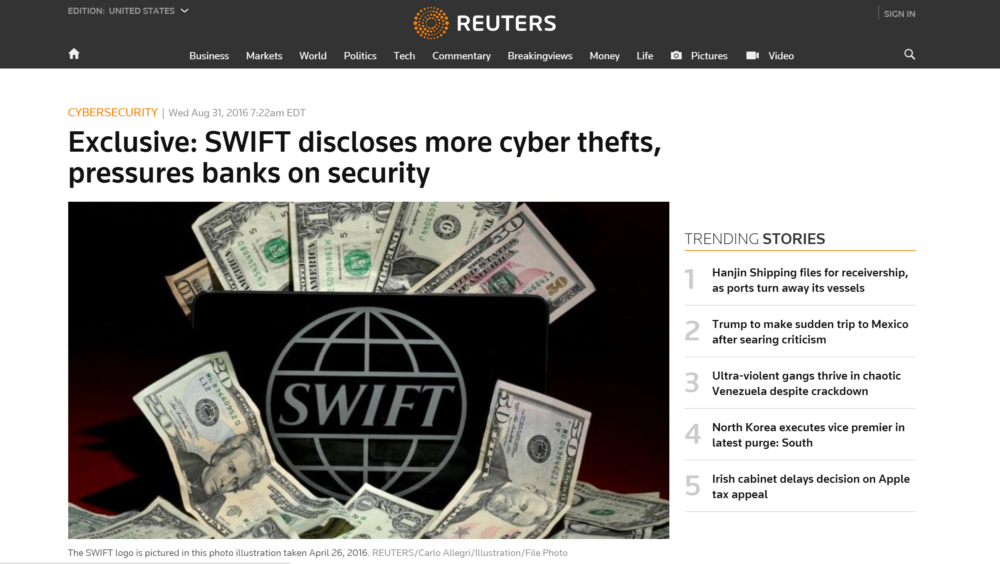 EDITION: UNITED STATES
REUTERS
SIGN IN
Business Markets World Politics Tech Commentary Breakingviews Money Life Pictures Video
CYBERSECURITY | Wed Aug 31, 2016 7:22am EDT
Exclusive: SWIFT discloses more cyber thefts,
pressures banks on security
SWIFT
TRENDING STORIES
1 Hanjin Shipping files for receivership,
as ports turn away its vessels
2 Trump to make sudden trip to Mexico
after searing criticism
3 Ultra-violent gangs thrive in chaotic
Venezuela despite crackdown
4 North Korea executes vice premier in
latest purge: South
5 Irish cabinet delays decision on Apple
tax appeal
The SWIFT logo is pictured in this photo illustration taken April 26, 2016. REUTERS/Carlo Allegri/Illustration/File Photo